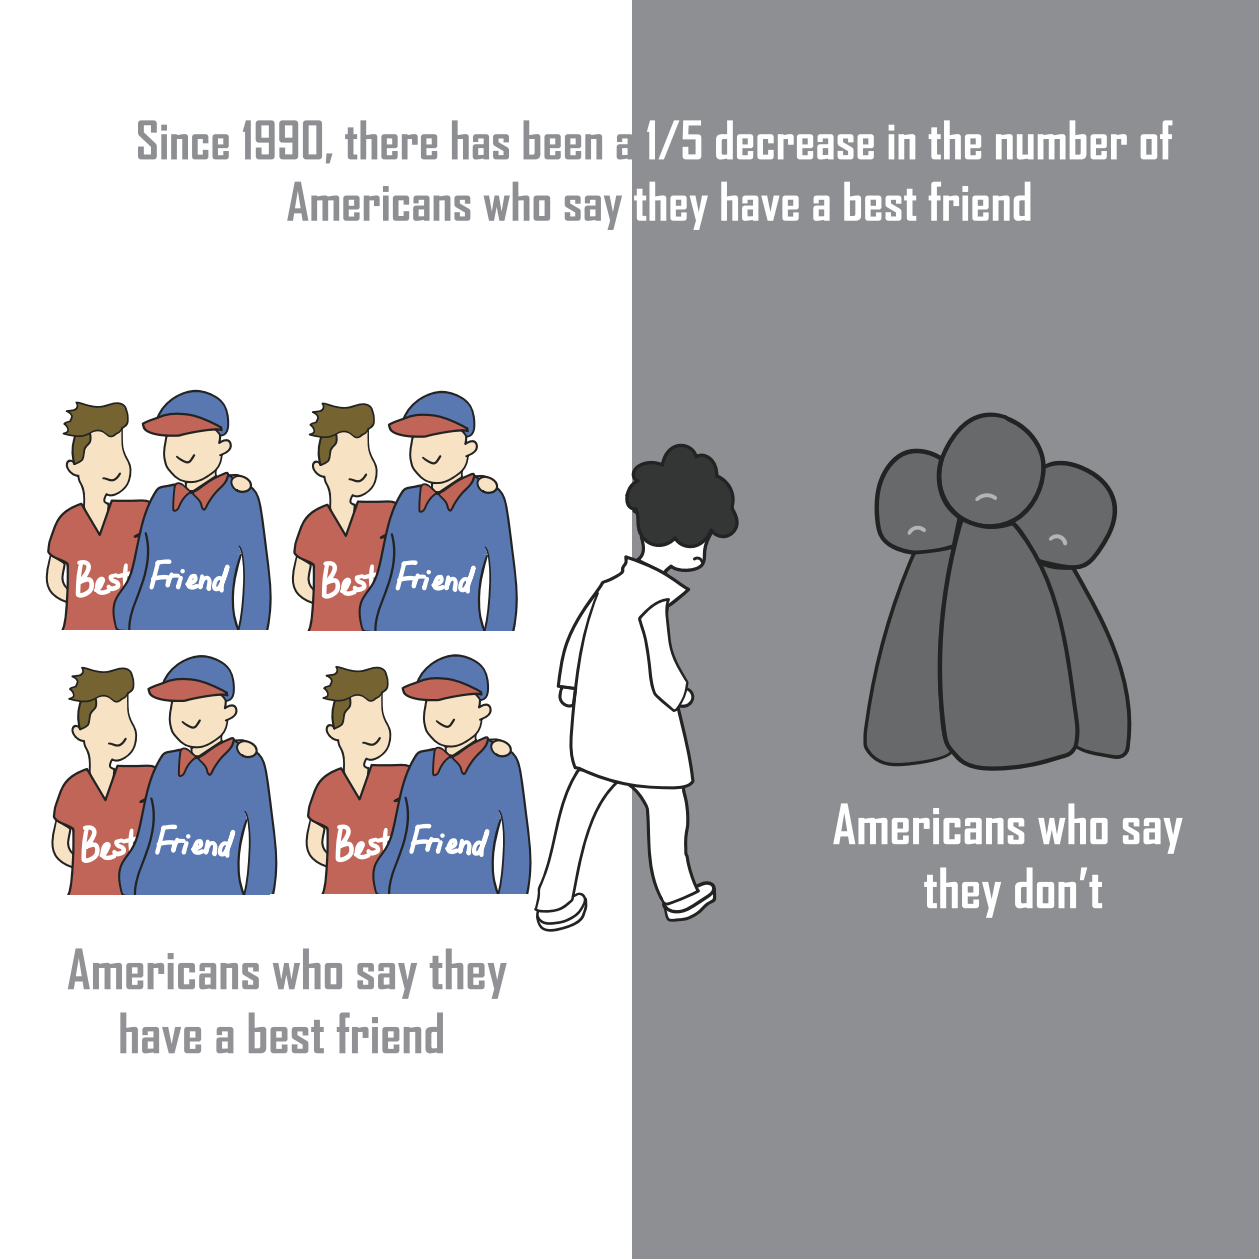 Since 1990, there has been a 1/5 decrease in the number of
Americans who say they have a best friend
Best Friend
Best Friend
Best Friend
Best Friend
Americans who say they
have a best friend
Americans who say
they don't